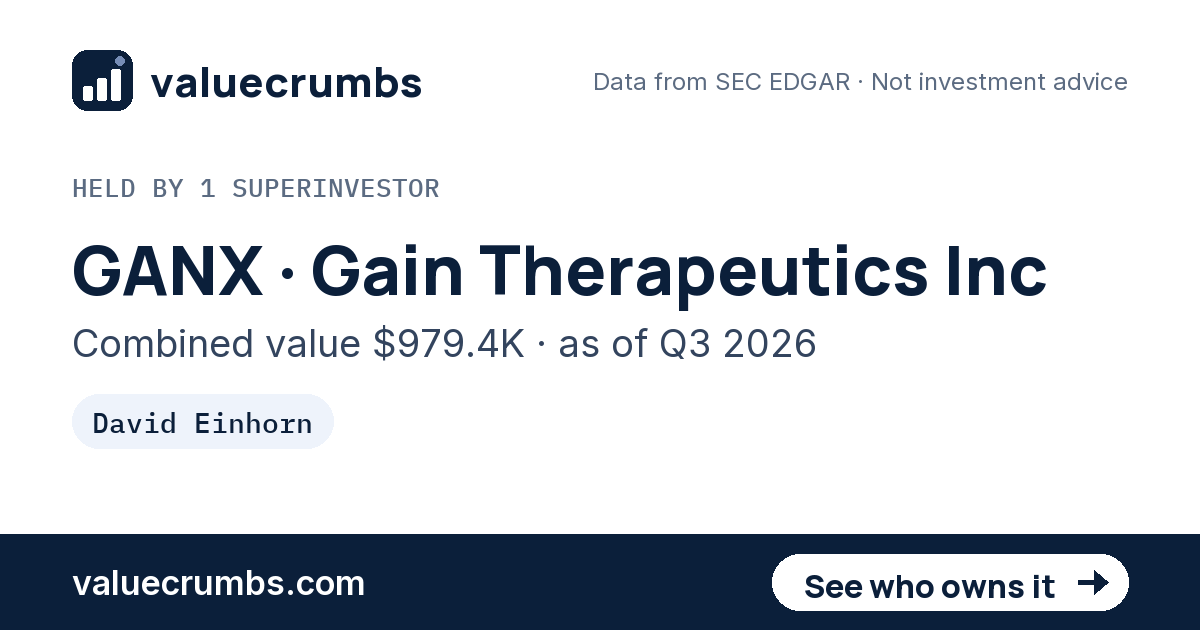 valuecrumbs
Data from SEC EDGAR · Not investment advice
HELD BY 1 SUPERINVESTOR
GANX · Gain Therapeutics Inc
Combined value $979.4K · as of Q3 2026
David Einhorn
valuecrumbs.com
See who owns it →